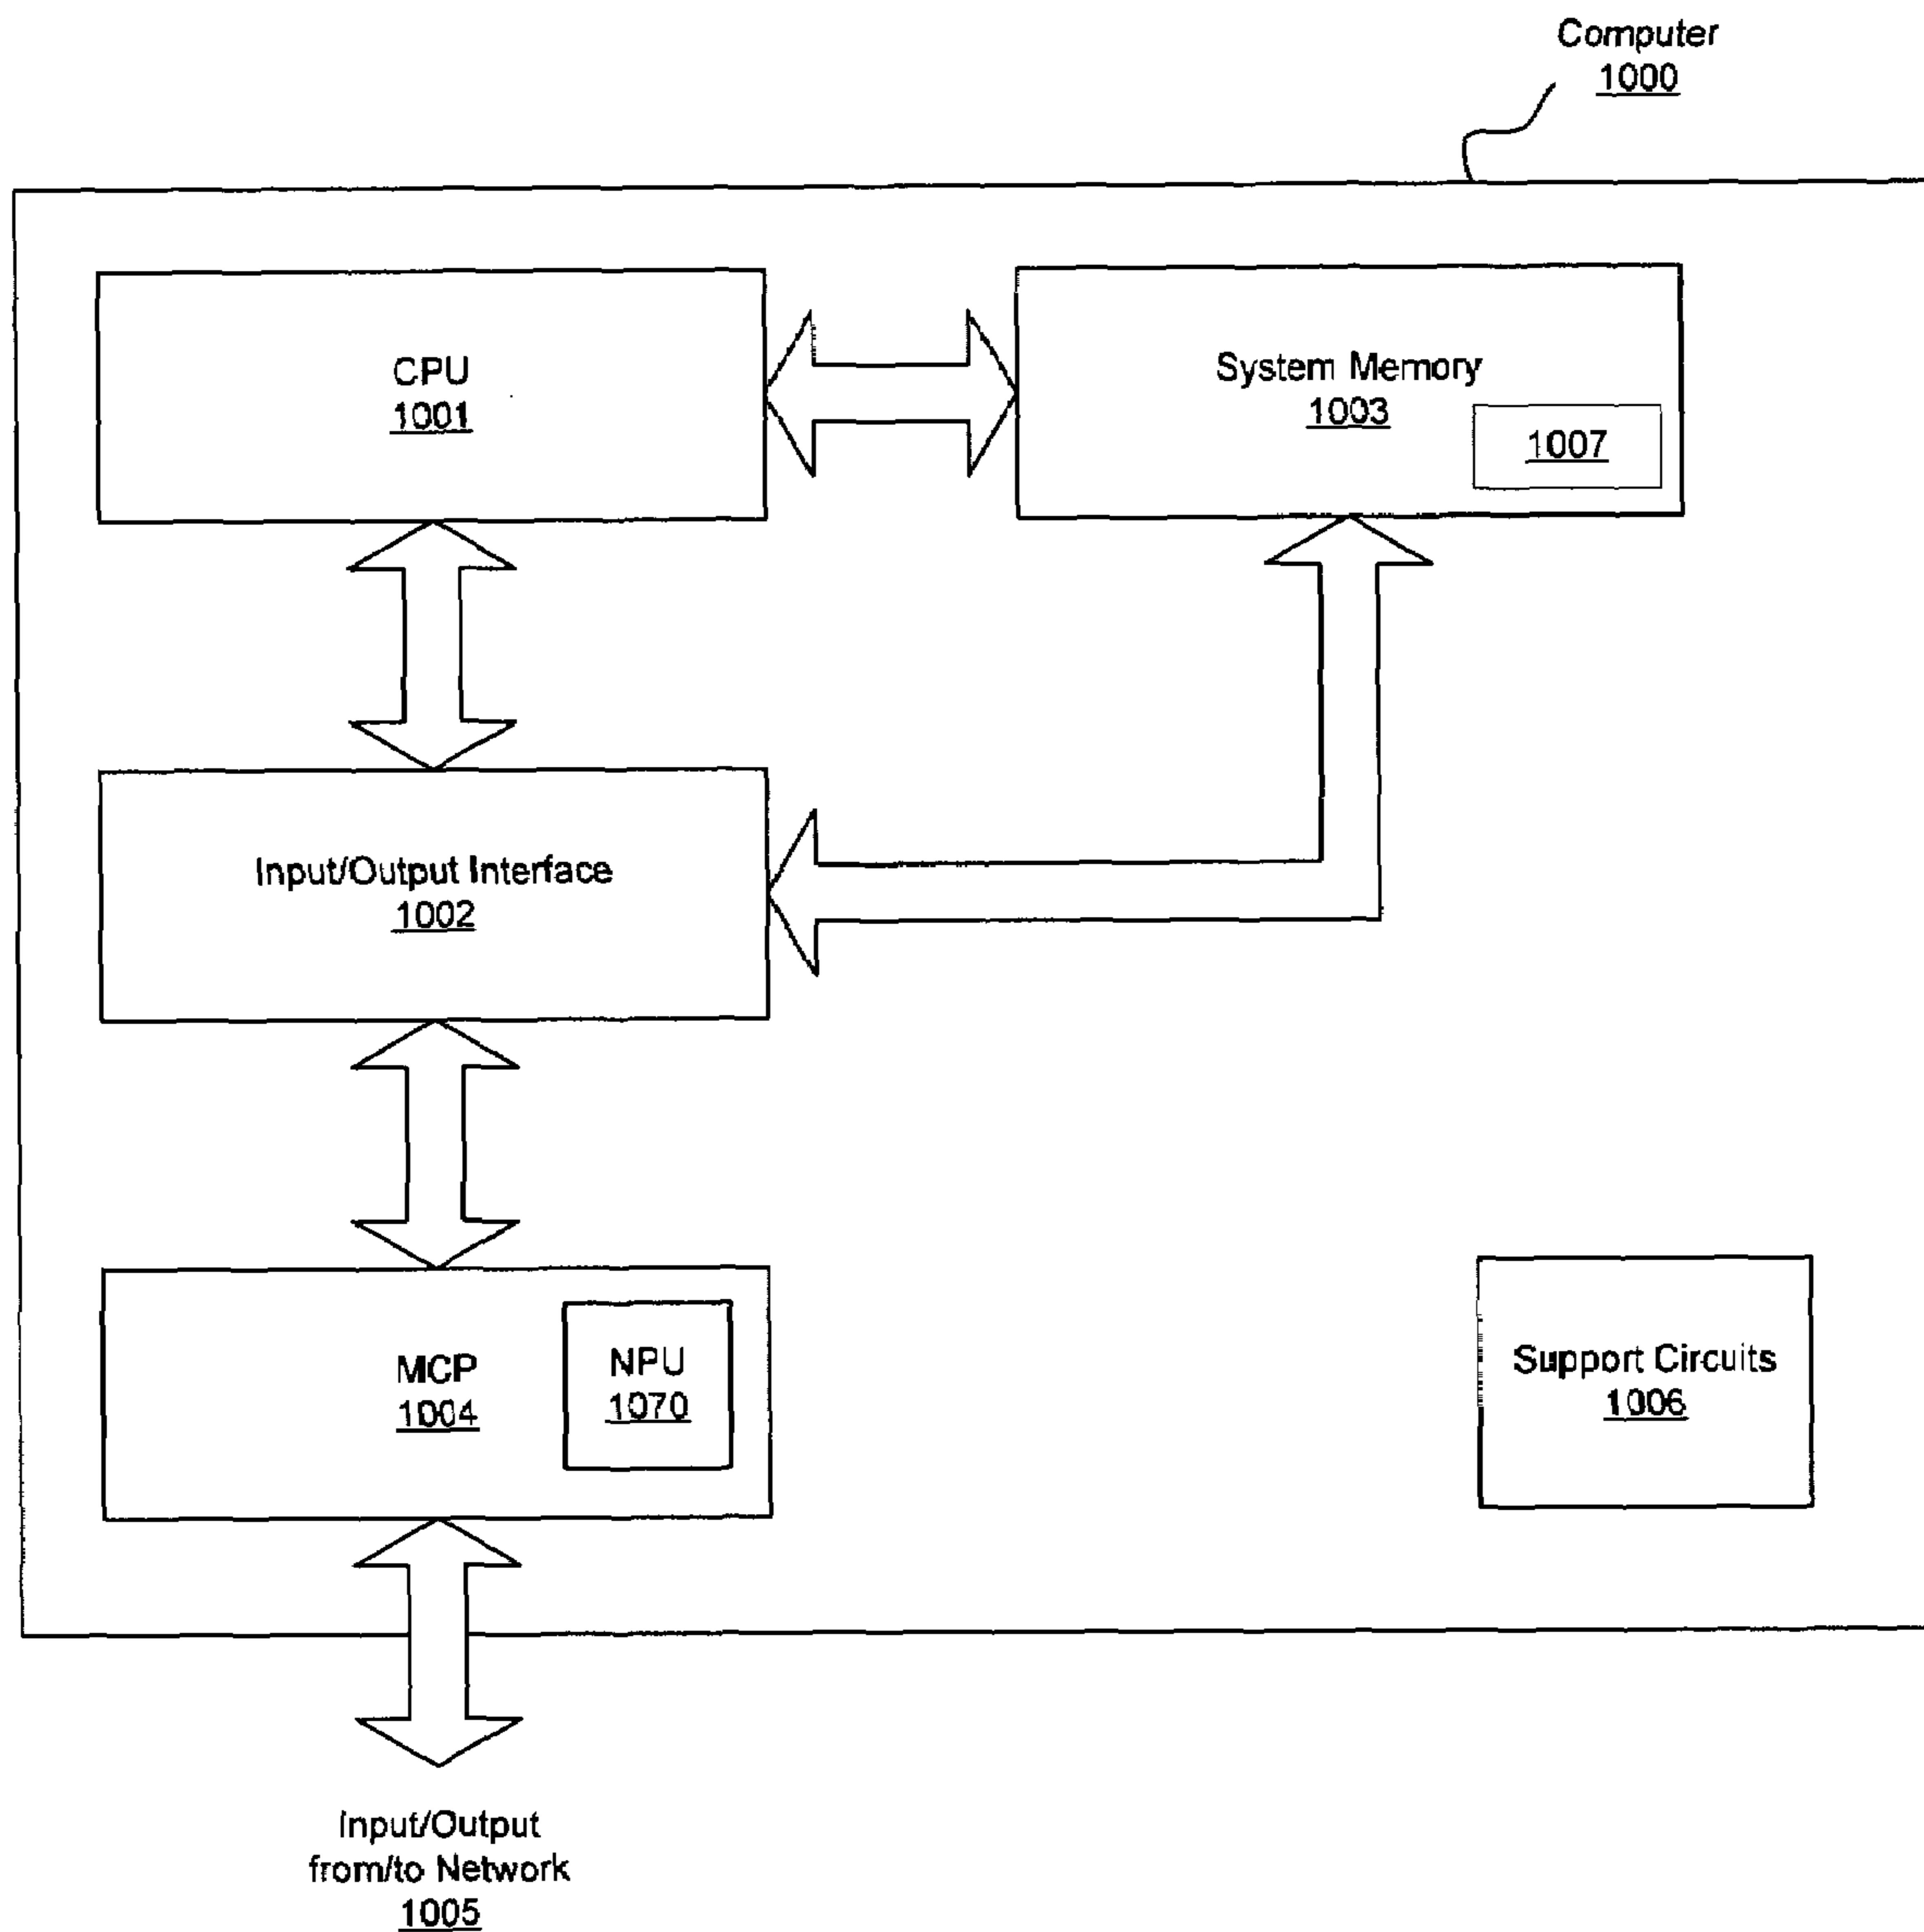 Computer
1000
CPU
1001
System Memory
1003
1007
Input/Output Interface
1002
MCP
1004
NPU
1070
Support Circuits
1006
Input/Output
from/to Network
1005